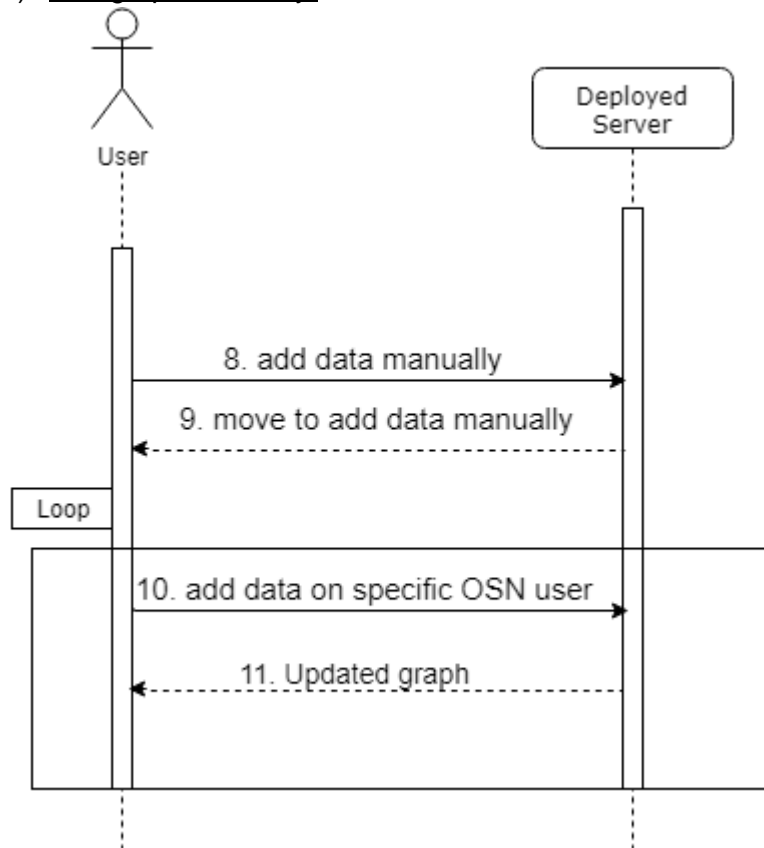 User
Deployed
Server
8. add data manually
9. move to add data manually
Loop
10. add data on specific OSN user
11. Updated graph